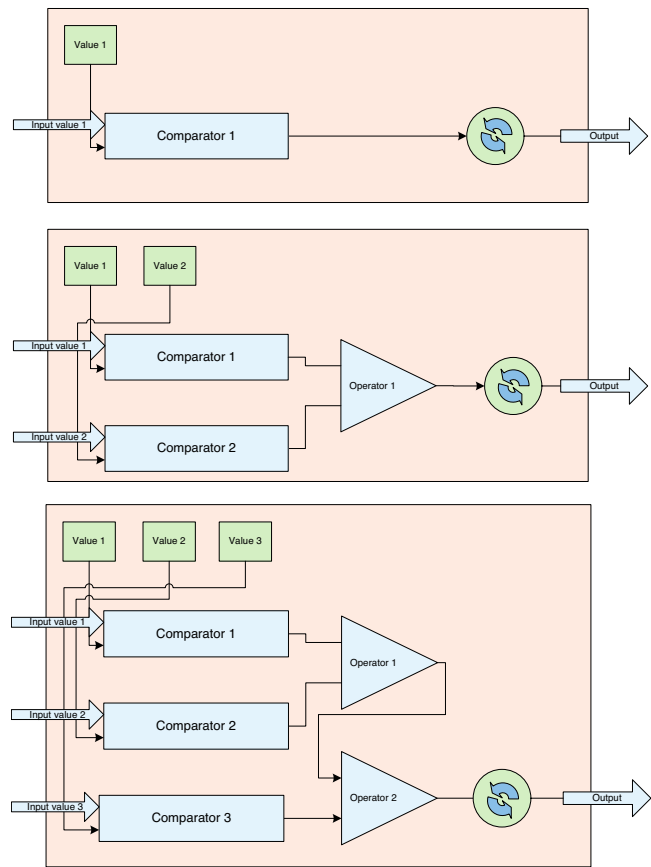 Value 1
Input value 1
Comparator 1
Output
Value 1
Value 2
Input value 1
Comparator 1
Operator 1
Output
Input value 2
Comparator 2
Value 1
Value 2
Value 3
Input value 1
Comparator 1
Operator 1
Input value 2
Comparator 2
Input value 3
Comparator 3
Operator 2
Output